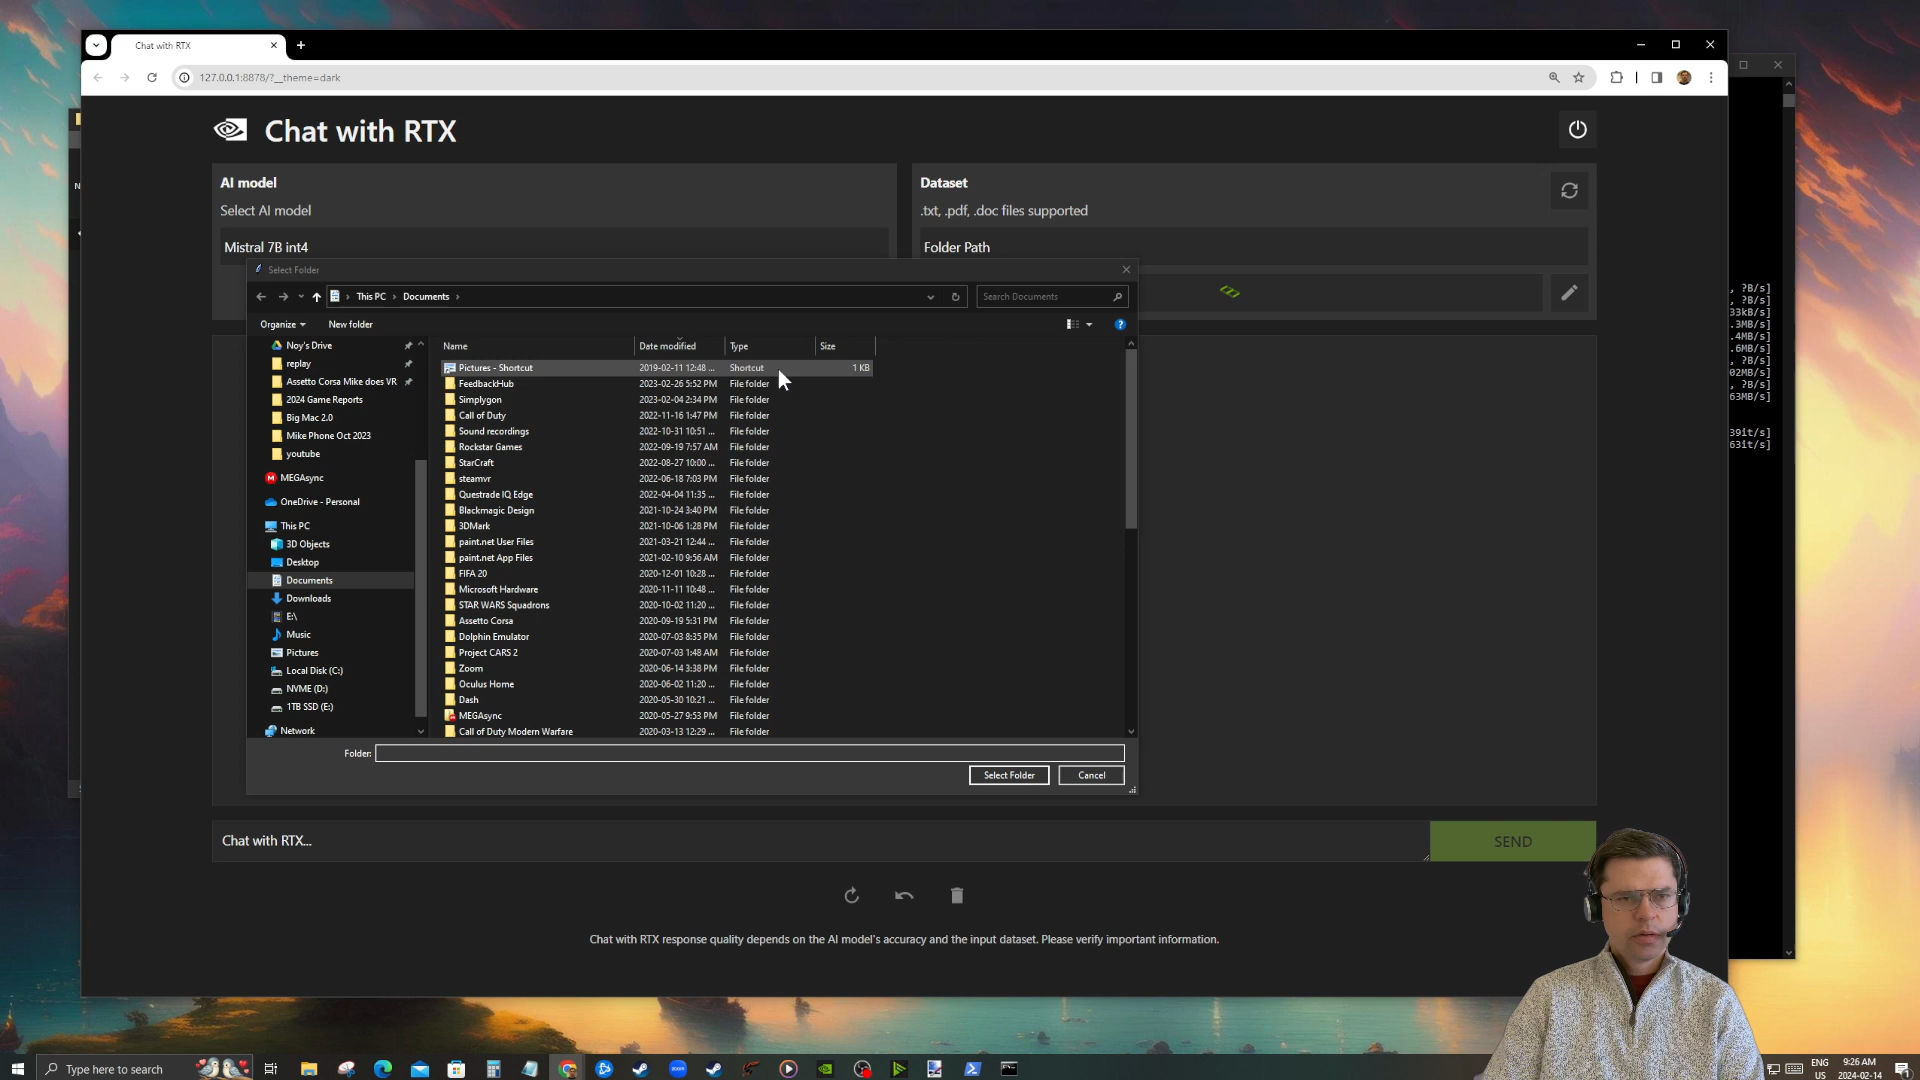 Chat with RTX
127.0.0.1:8878/?__theme=dark
Chat with RTX
AI model
Select AI model
Mistral 7B int4
Dataset
.txt, .pdf, .doc files supported
Folder Path
Select Folder
This PC > Documents >
Search Documents
Organize
New folder
Noy's Drive
replay
Assetto Corsa Mike does VR
2024 Game Reports
Big Mac 2.0
Mike Phone Oct 2023
youtube
MEGAsync
OneDrive - Personal
This PC
3D Objects
Desktop
Documents
Downloads
E:\
Music
Pictures
Local Disk (C:)
NVME (D:)
1TB SSD (E:)
Network
Name Date modified Type Size
Pictures - Shortcut 2019-02-11 12:48 ... Shortcut 1 KB
FeedbackHub 2023-02-26 5:52 PM File folder
Simplygon 2023-02-04 2:34 PM File folder
Call of Duty 2022-11-16 1:47 PM File folder
Sound recordings 2022-10-31 10:51 ... File folder
Rockstar Games 2022-09-19 7:57 AM File folder
StarCraft 2022-08-27 10:00 ... File folder
steamvr 2022-06-18 7:03 PM File folder
Questrade IQ Edge 2022-04-04 11:35 ... File folder
Blackmagic Design 2021-10-24 3:40 PM File folder
3DMark 2021-10-06 1:28 PM File folder
paint.net User Files 2021-03-21 12:44 ... File folder
paint.net App Files 2021-02-10 9:56 AM File folder
FIFA 20 2020-12-01 10:28 ... File folder
Microsoft Hardware 2020-11-11 10:48 ... File folder
STAR WARS Squadrons 2020-10-02 11:20 ... File folder
Assetto Corsa 2020-09-19 5:31 PM File folder
Dolphin Emulator 2020-07-03 8:35 PM File folder
Project CARS 2 2020-07-03 1:48 AM File folder
Zoom 2020-06-14 3:38 PM File folder
Oculus Home 2020-06-02 11:20 ... File folder
Dash 2020-05-30 10:21 ... File folder
MEGAsync 2020-05-27 9:53 PM File folder
Call of Duty Modern Warfare 2020-03-13 12:29 ... File folder
Folder:
Select Folder
Cancel
, ?B/s]
, ?B/s]
33kB/s]
.3MB/s]
.4MB/s]
.6MB/s]
, ?B/s]
02MB/s]
, ?B/s]
63MB/s]
39it/s]
63it/s]
Chat with RTX...
SEND
Chat with RTX response quality depends on the AI model's accuracy and the input dataset. Please verify important information.
Type here to search
zoom
ENG
US
9:26 AM
2024-02-14